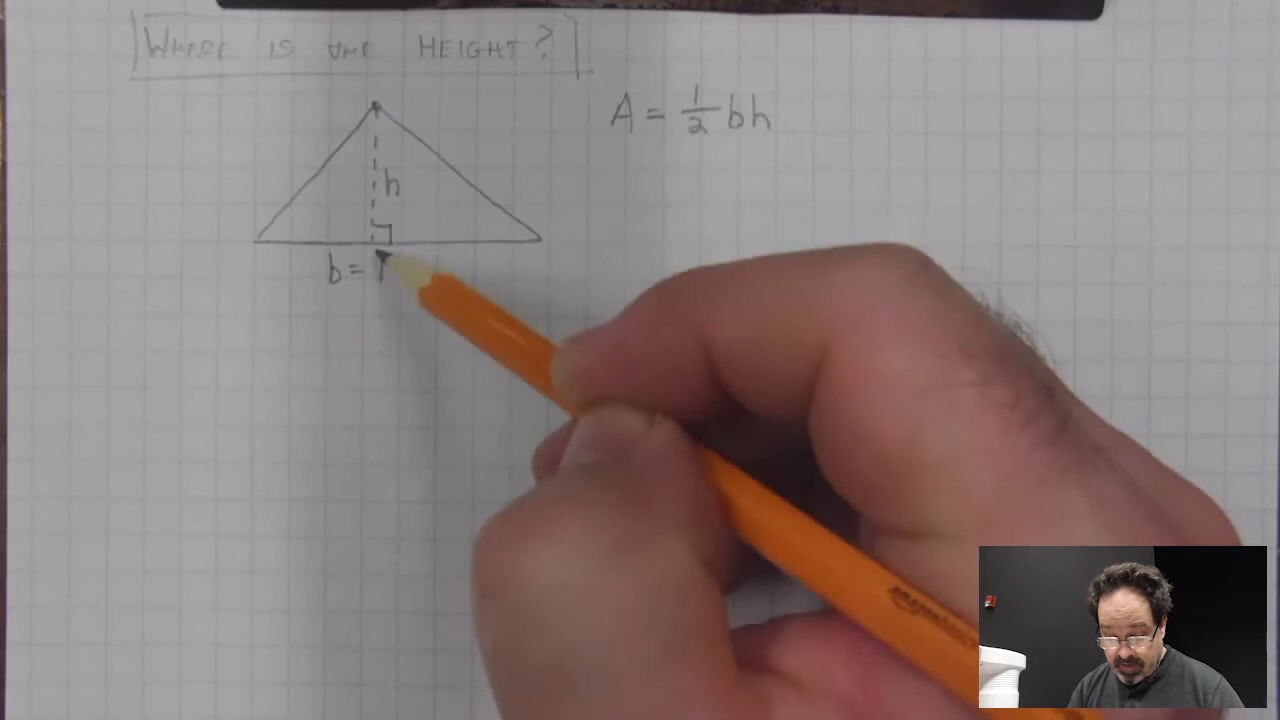 WHERE IS THE HEIGHT?
A = 1/2 bh
h
b =